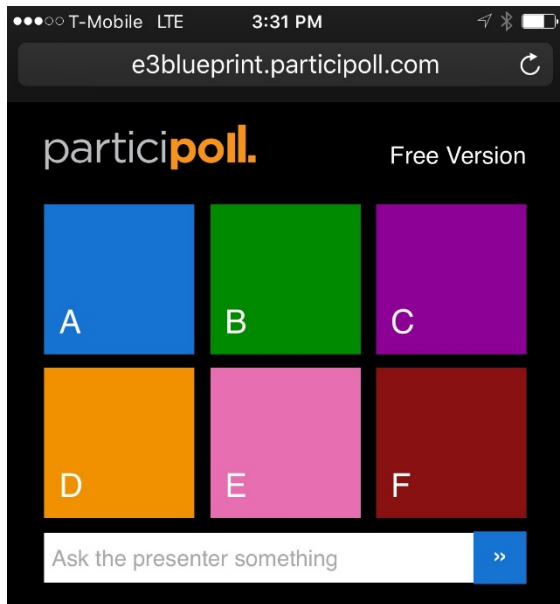 T-Mobile LTE 3:31 PM
e3blueprint.participoll.com
participoll.
Free Version
A B C
D E F
Ask the presenter something »